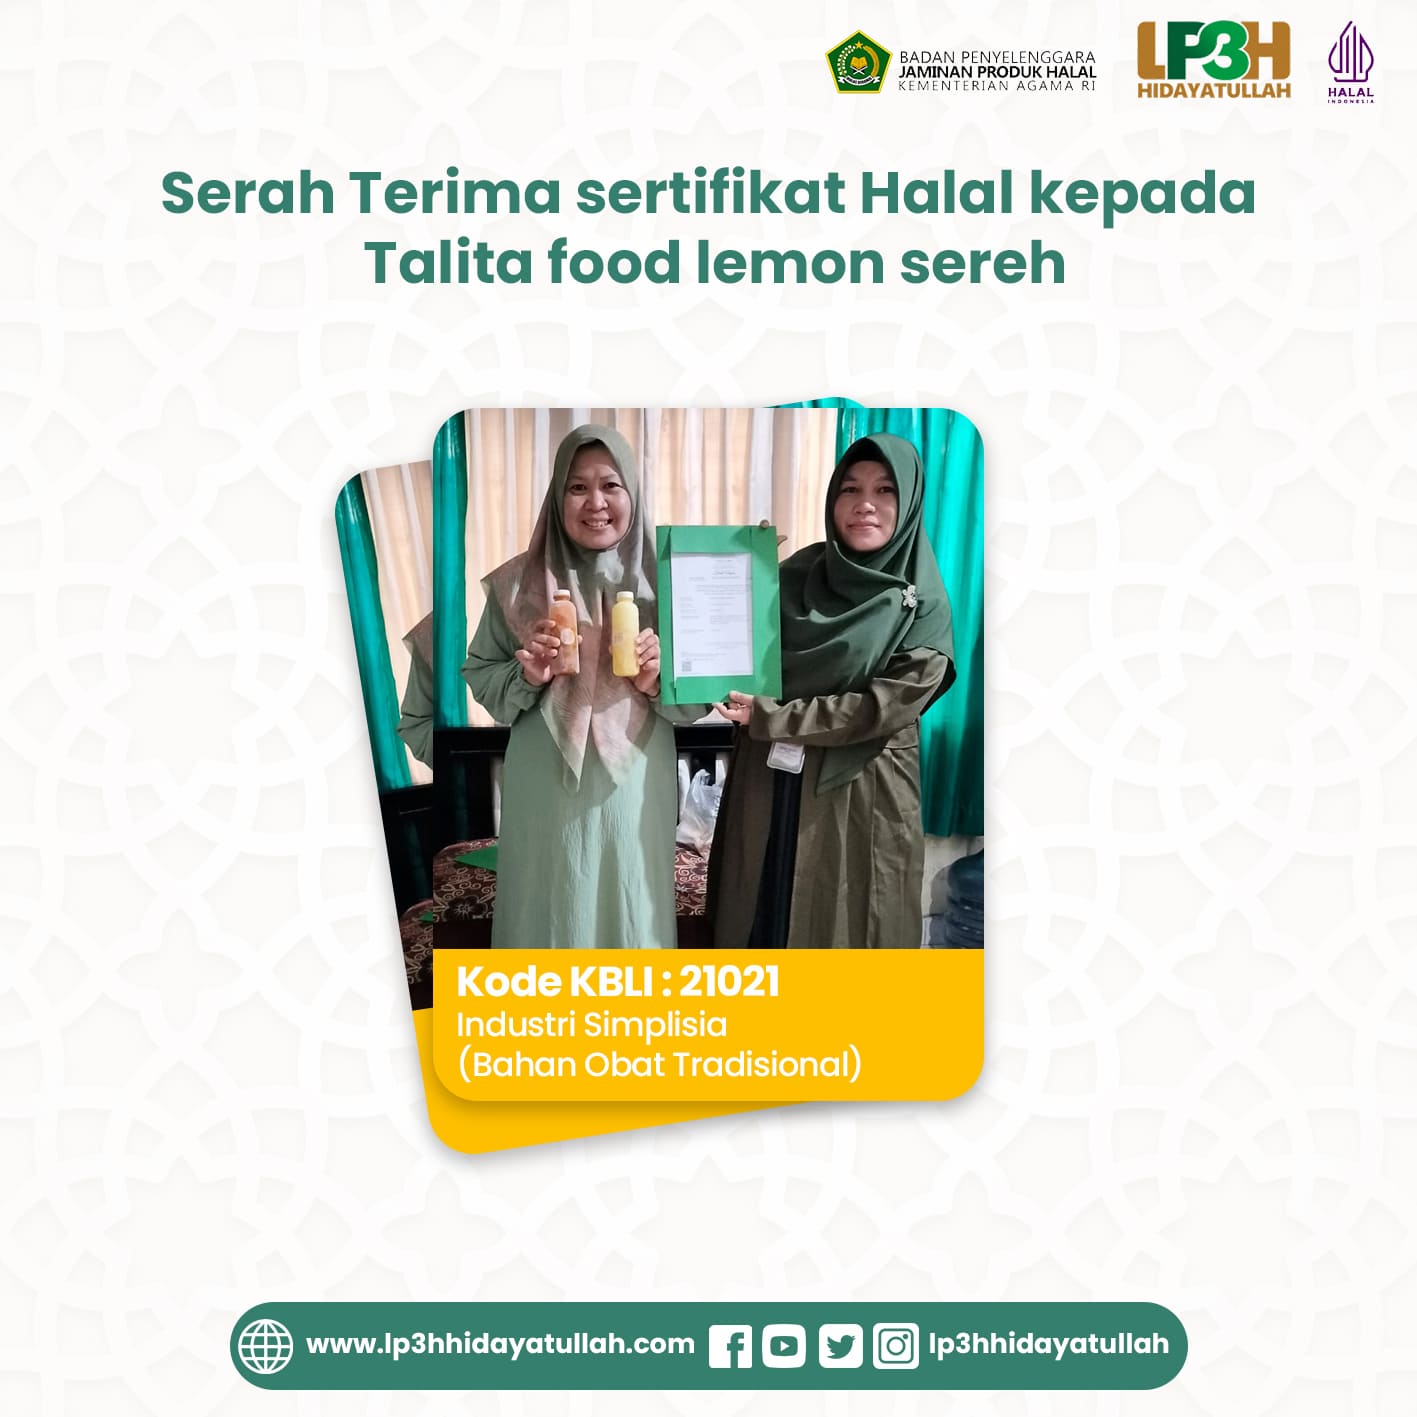 BADAN PENYELENGGARA
JAMINAN PRODUK HALAL
KEMENTERIAN AGAMA RI
LP3H
HIDAYATULLAH
HALAL
INDONESIA
Serah Terima sertifikat Halal kepada
Talita food lemon sereh
Kode KBLI : 21021
Industri Simplisia
(Bahan Obat Tradisional)
www.lp3hhidayatullah.com
lp3hhidayatullah